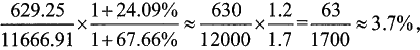 629.25/11666.91 × 1+24.09%/1+67.66% ≈ 630/12000 × 1.2/1.7 = 63/1700 ≈ 3.7%,